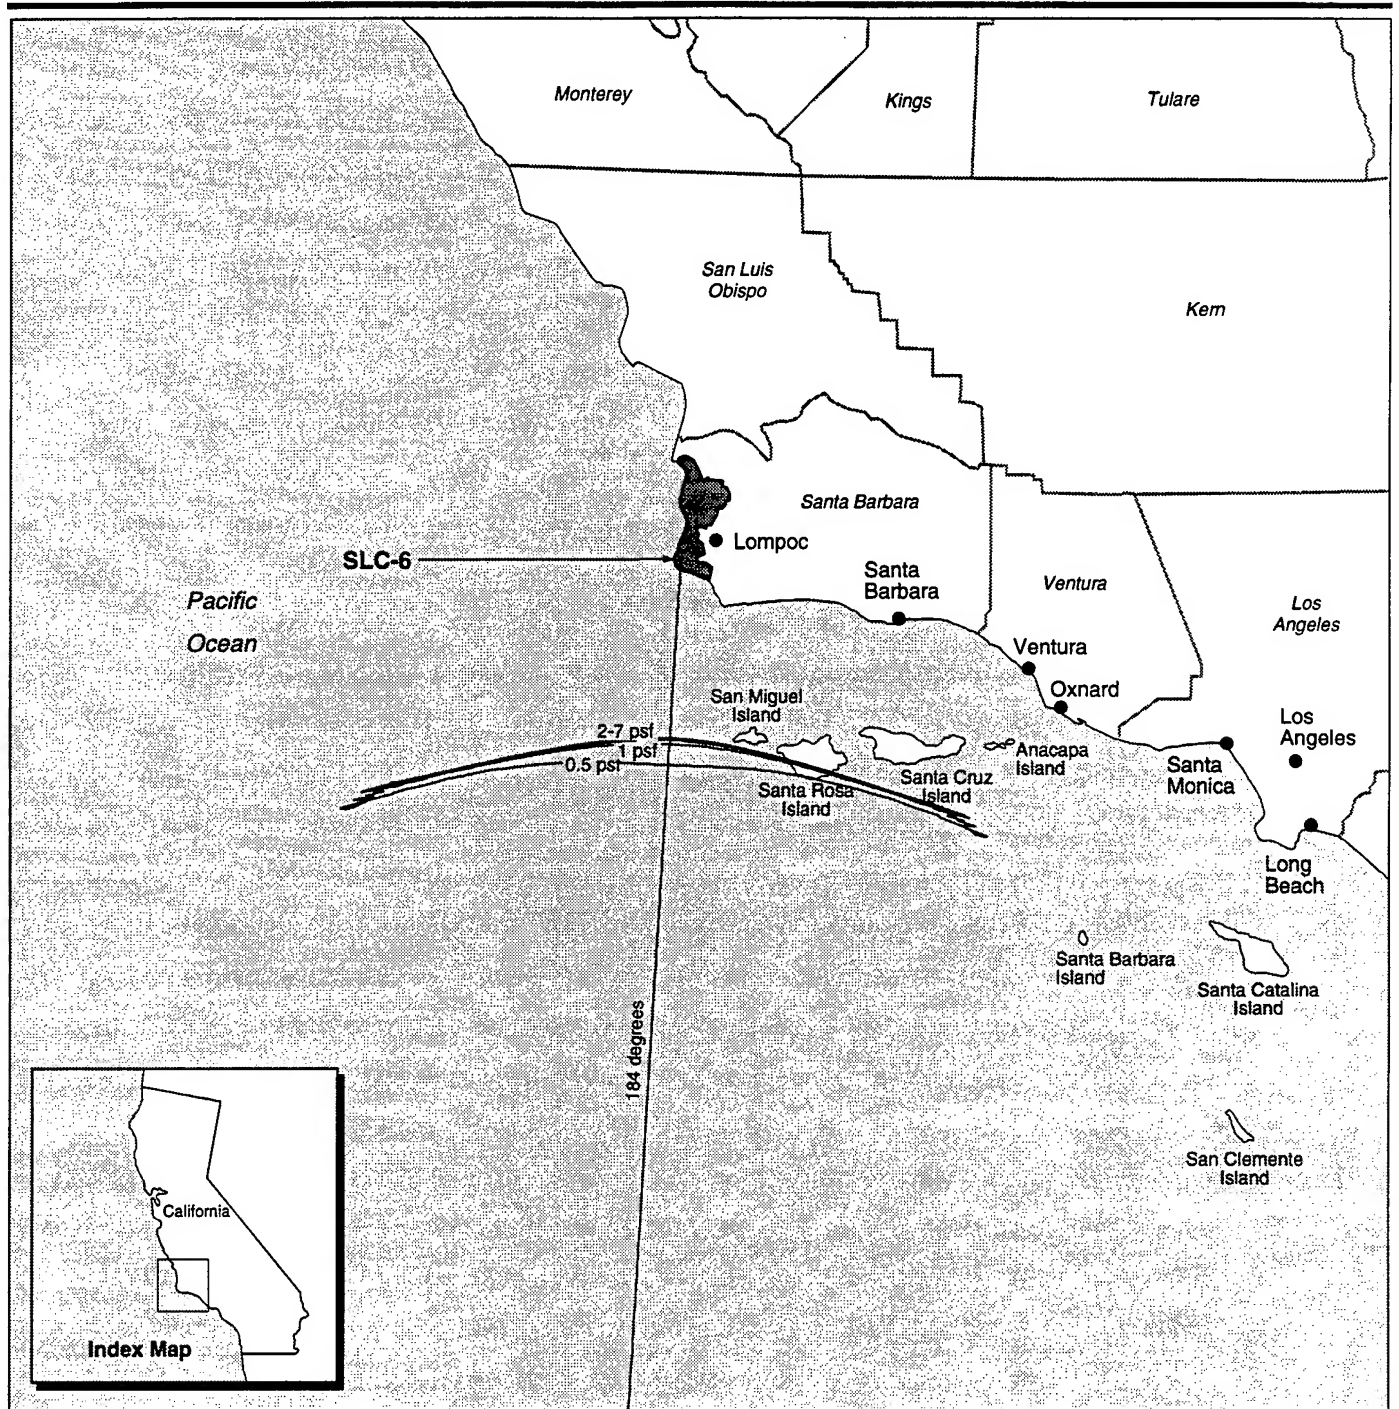 Monterey
Kings
Tulare
San Luis
Obispo
Kern
Santa Barbara
Lompoc
SLC-6
Santa
Barbara
Ventura
Los
Angeles
Pacific
Ocean
Ventura
Oxnard
San Miguel
Island
Los
Angeles
2-7 psf
1 psf
0.5 psf
Anacapa
Island
Santa
Monica
Santa Cruz
Island
Santa Rosa
Island
Long
Beach
Santa Barbara
Island
Santa Catalina
Island
184 degrees
San Clemente
Island
California
Index Map